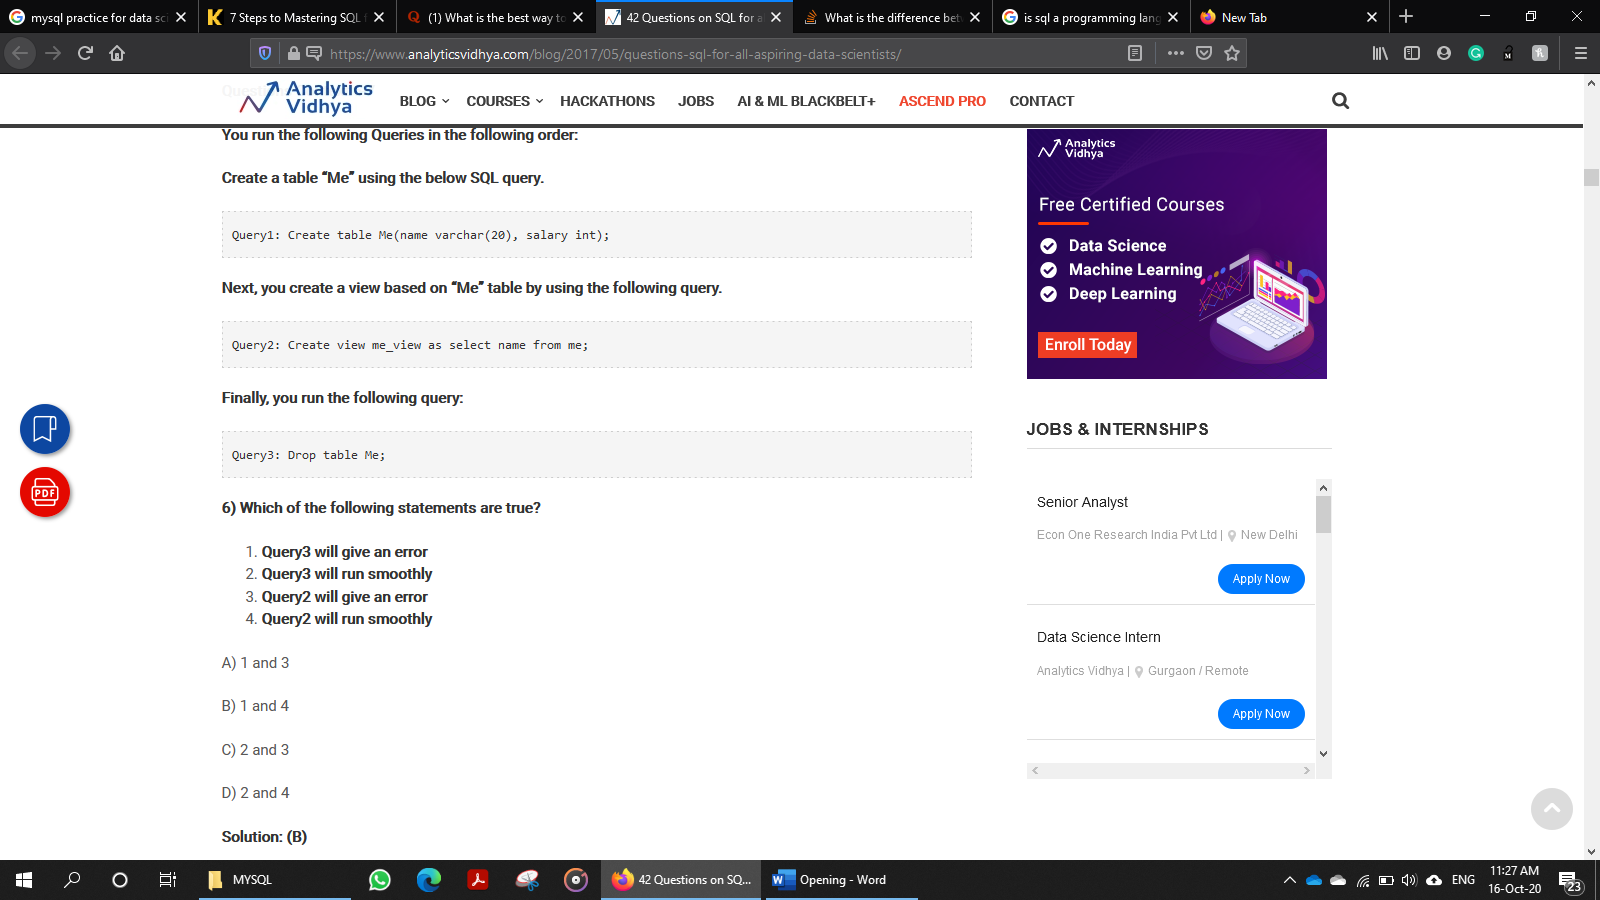 mysql practice for data sci
7 Steps to Mastering SQL f
(1) What is the best way to
42 Questions on SQL for a
What is the difference bet
is sql a programming lang
New Tab
https://www.analyticsvidhya.com/blog/2017/05/questions-sql-for-all-aspiring-data-scientists/
Analytics
Vidhya
BLOG
COURSES
HACKATHONS
JOBS
AI & ML BLACKBELT+
ASCEND PRO
CONTACT
You run the following Queries in the following order:
Create a table “Me” using the below SQL query.
Query1: Create table Me(name varchar(20), salary int);
Next, you create a view based on “Me” table by using the following query.
Query2: Create view me_view as select name from me;
Finally, you run the following query:
Query3: Drop table Me;
6) Which of the following statements are true?
1. Query3 will give an error
2. Query3 will run smoothly
3. Query2 will give an error
4. Query2 will run smoothly
A) 1 and 3
B) 1 and 4
C) 2 and 3
D) 2 and 4
Solution: (B)
PDF
Analytics
Vidhya
Free Certified Courses
Data Science
Machine Learning
Deep Learning
Enroll Today
JOBS & INTERNSHIPS
Senior Analyst
Econ One Research India Pvt Ltd | New Delhi
Apply Now
Data Science Intern
Analytics Vidhya | Gurgaon / Remote
Apply Now
MYSQL
42 Questions on SQ...
Opening - Word
ENG
11:27 AM
16-Oct-20
23